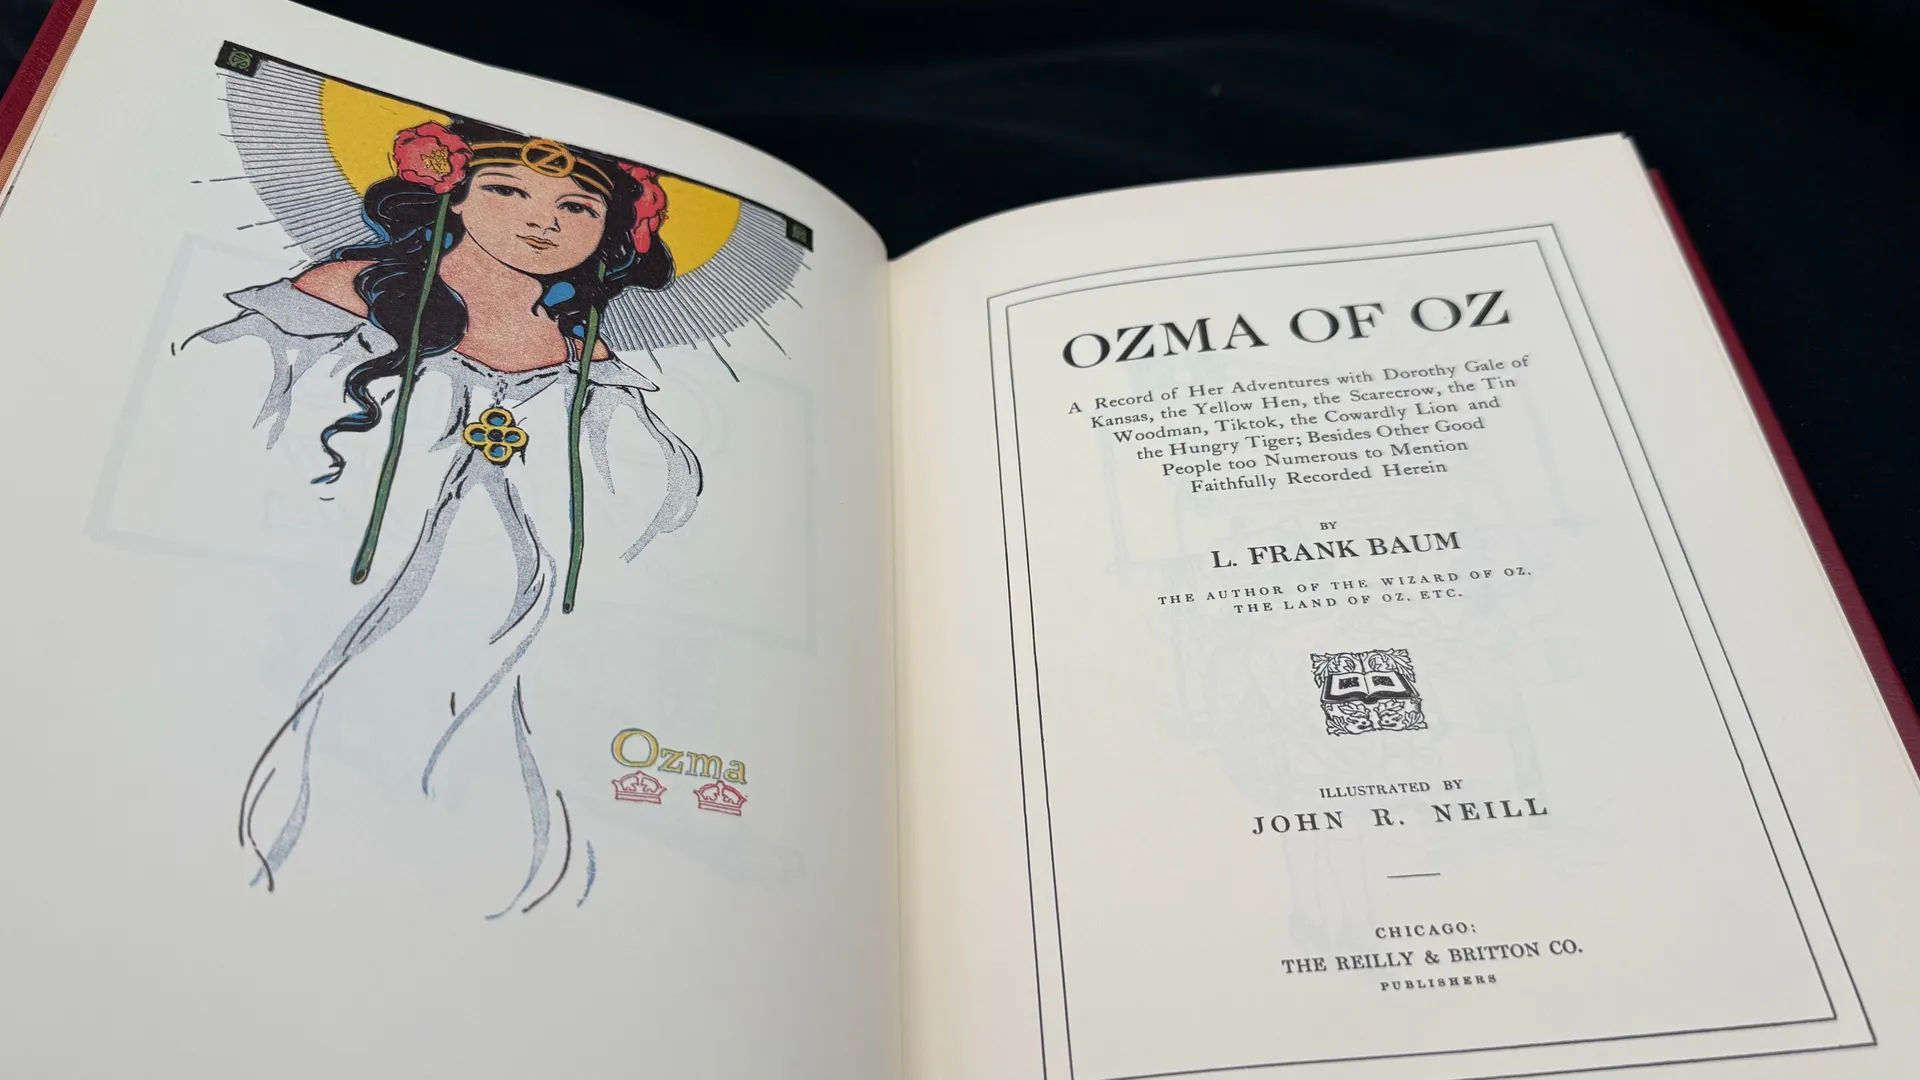 OZ
Ozma
OZMA OF OZ
A Record of Her Adventures with Dorothy Gale of
Kansas, the Yellow Hen, the Scarecrow, the Tin
Woodman, Tiktok, the Cowardly Lion and
the Hungry Tiger; Besides Other Good
People too Numerous to Mention
Faithfully Recorded Herein
BY
L. FRANK BAUM
THE AUTHOR OF THE WIZARD OF OZ,
THE LAND OF OZ, ETC.
ILLUSTRATED BY
JOHN R. NEILL
CHICAGO:
THE REILLY & BRITTON CO.
PUBLISHERS